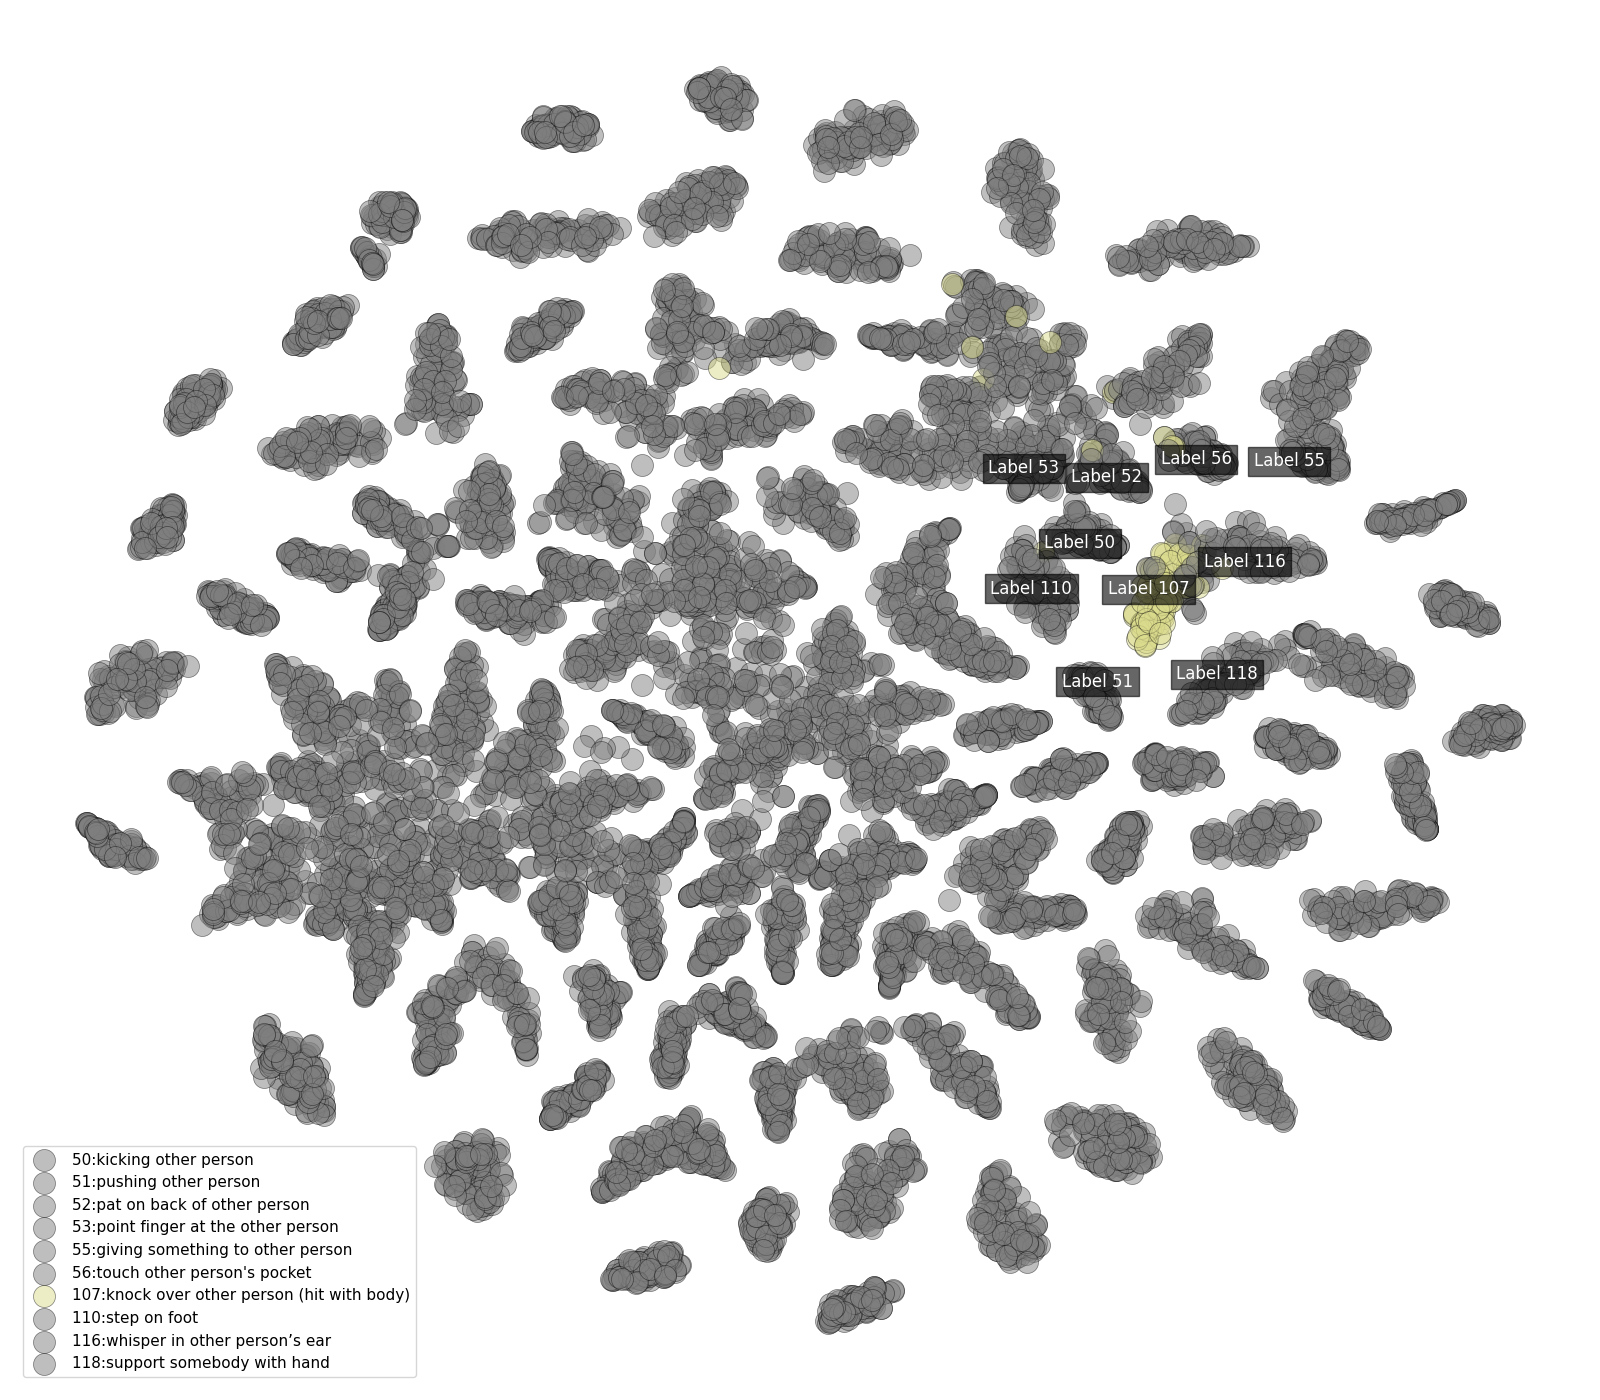 Label 56
Label 55
Label 53
Label 52
Label 50
Label 116
Label 110
Label 107
Label 118
Label 51
50:kicking other person
51:pushing other person
52:pat on back of other person
53:point finger at the other person
55:giving something to other person
56:touch other person's pocket
107:knock over other person (hit with body)
110:step on foot
116:whisper in other person’s ear
118:support somebody with hand